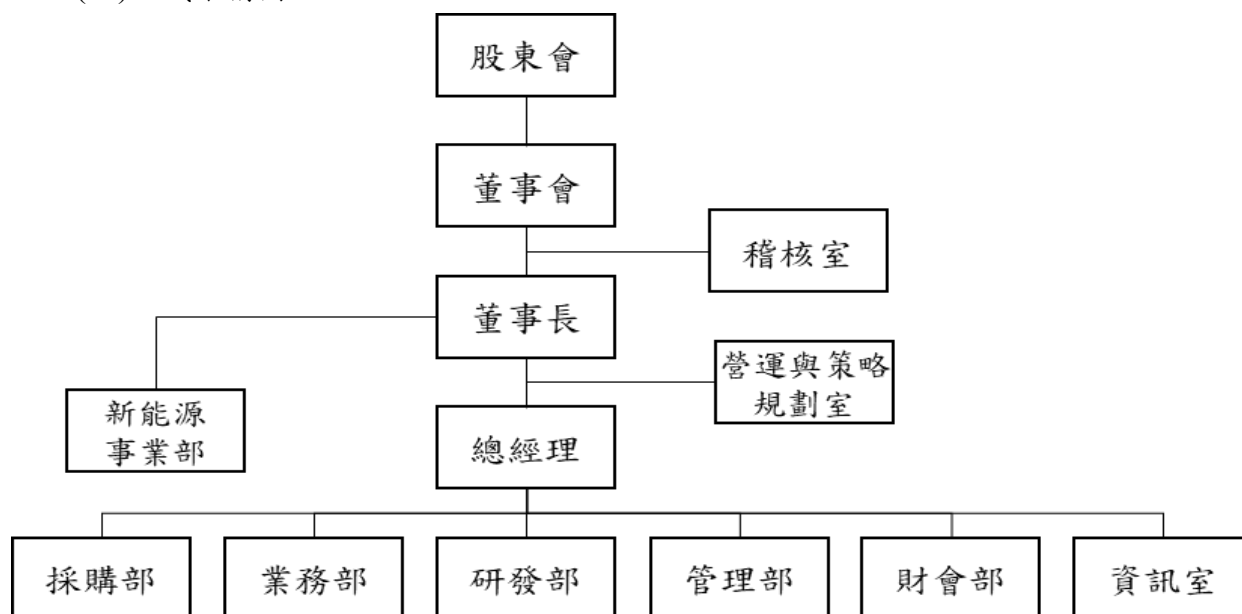 股東會
董事會
稽核室
董事長
營運與策略
規劃室
新能源
事業部
總經理
採購部
業務部
研發部
管理部
財會部
資訊室